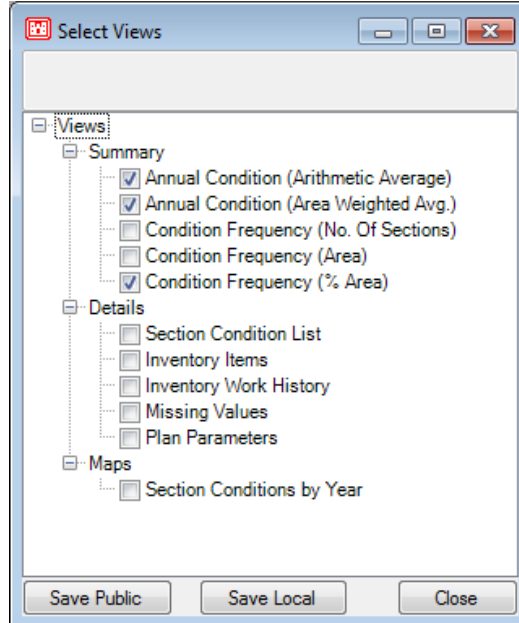 Select Views
Views
Summary
Annual Condition (Arithmetic Average)
Annual Condition (Area Weighted Avg.)
Condition Frequency (No. Of Sections)
Condition Frequency (Area)
Condition Frequency (% Area)
Details
Section Condition List
Inventory Items
Inventory Work History
Missing Values
Plan Parameters
Maps
Section Conditions by Year
Save Public Save Local Close